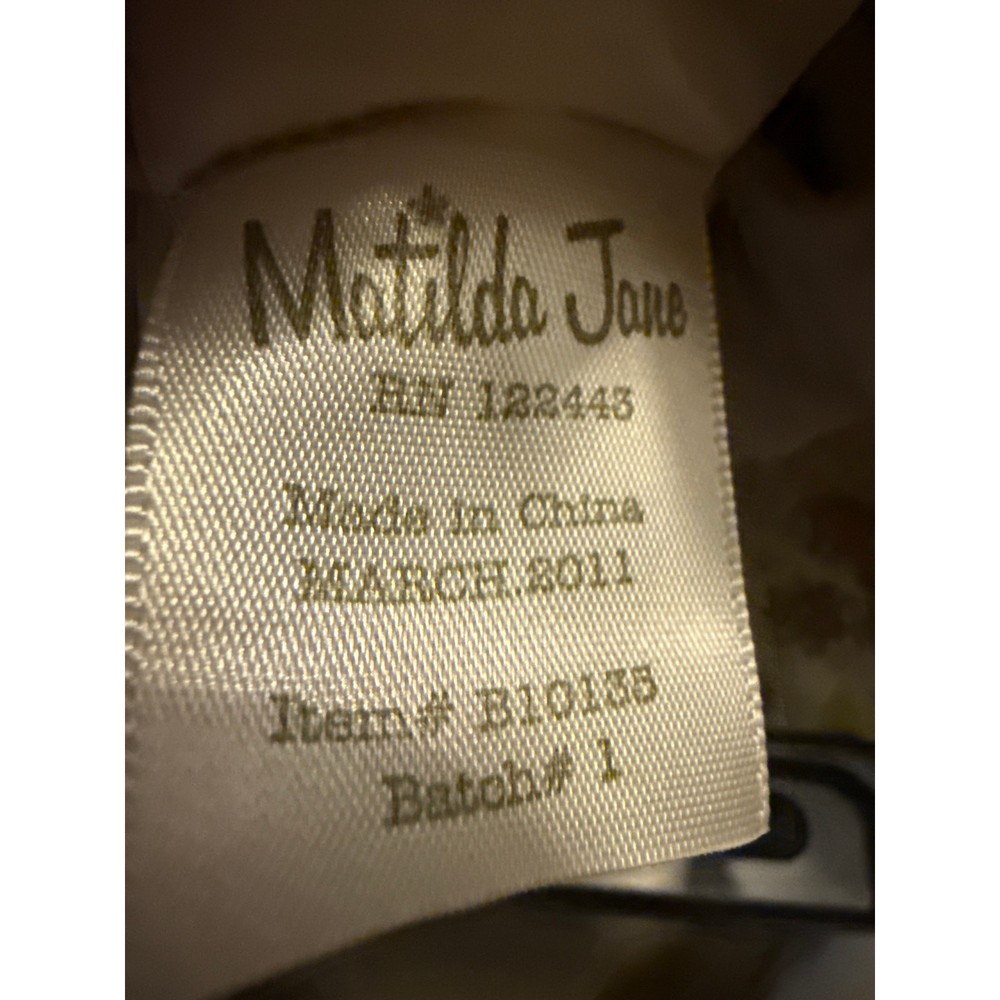 Matilda Jane
RN 122443
Made in China
MARCH 2011
Item# B10135
Batch# 1